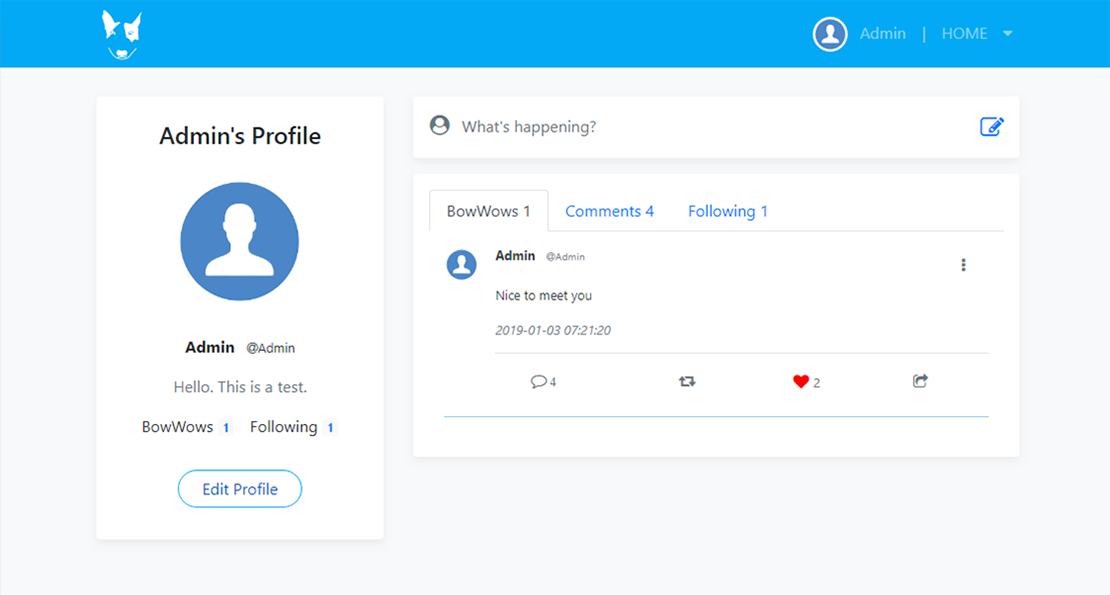 Admin | HOME
Admin's Profile
Admin @Admin
Hello. This is a test.
BowWows 1 Following 1
Edit Profile
What's happening?
BowWows 1 Comments 4 Following 1
Admin @Admin
Nice to meet you
2019-01-03 07:21:20
4 2